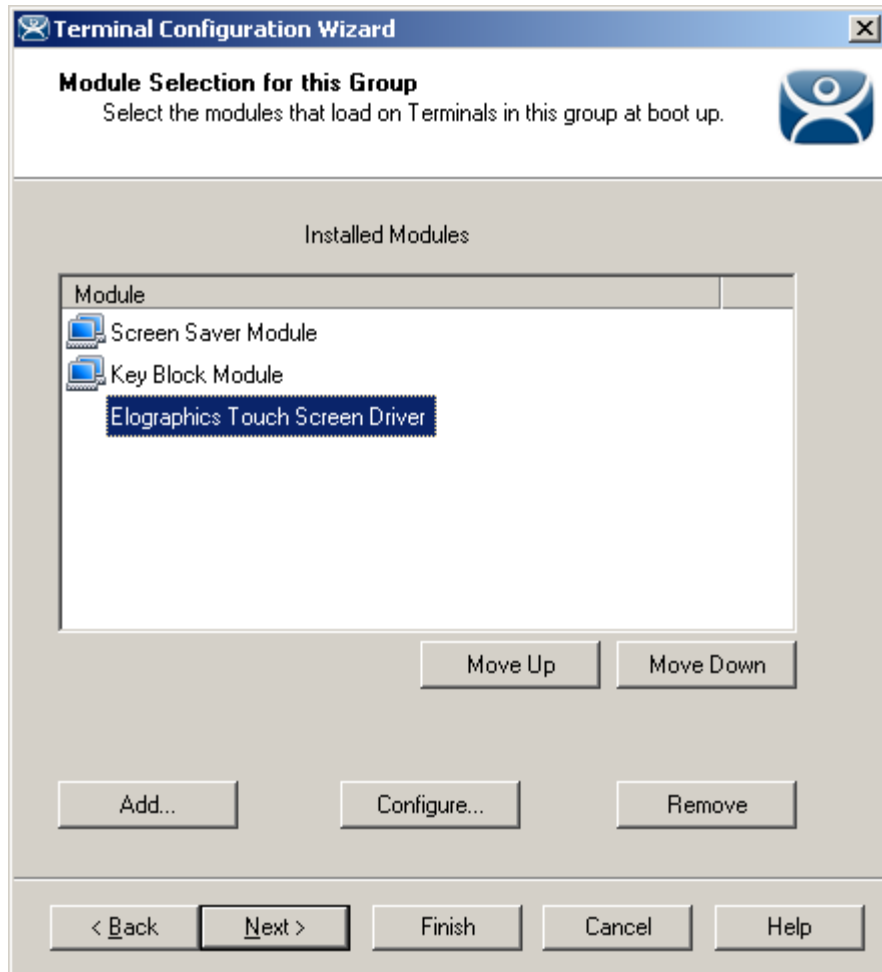 Terminal Configuration Wizard
Module Selection for this Group
Select the modules that load on Terminals in this group at boot up.
Installed Modules
Module
Screen Saver Module
Key Block Module
Elographics Touch Screen Driver
Move Up Move Down
Add... Configure... Remove
< Back Next > Finish Cancel Help